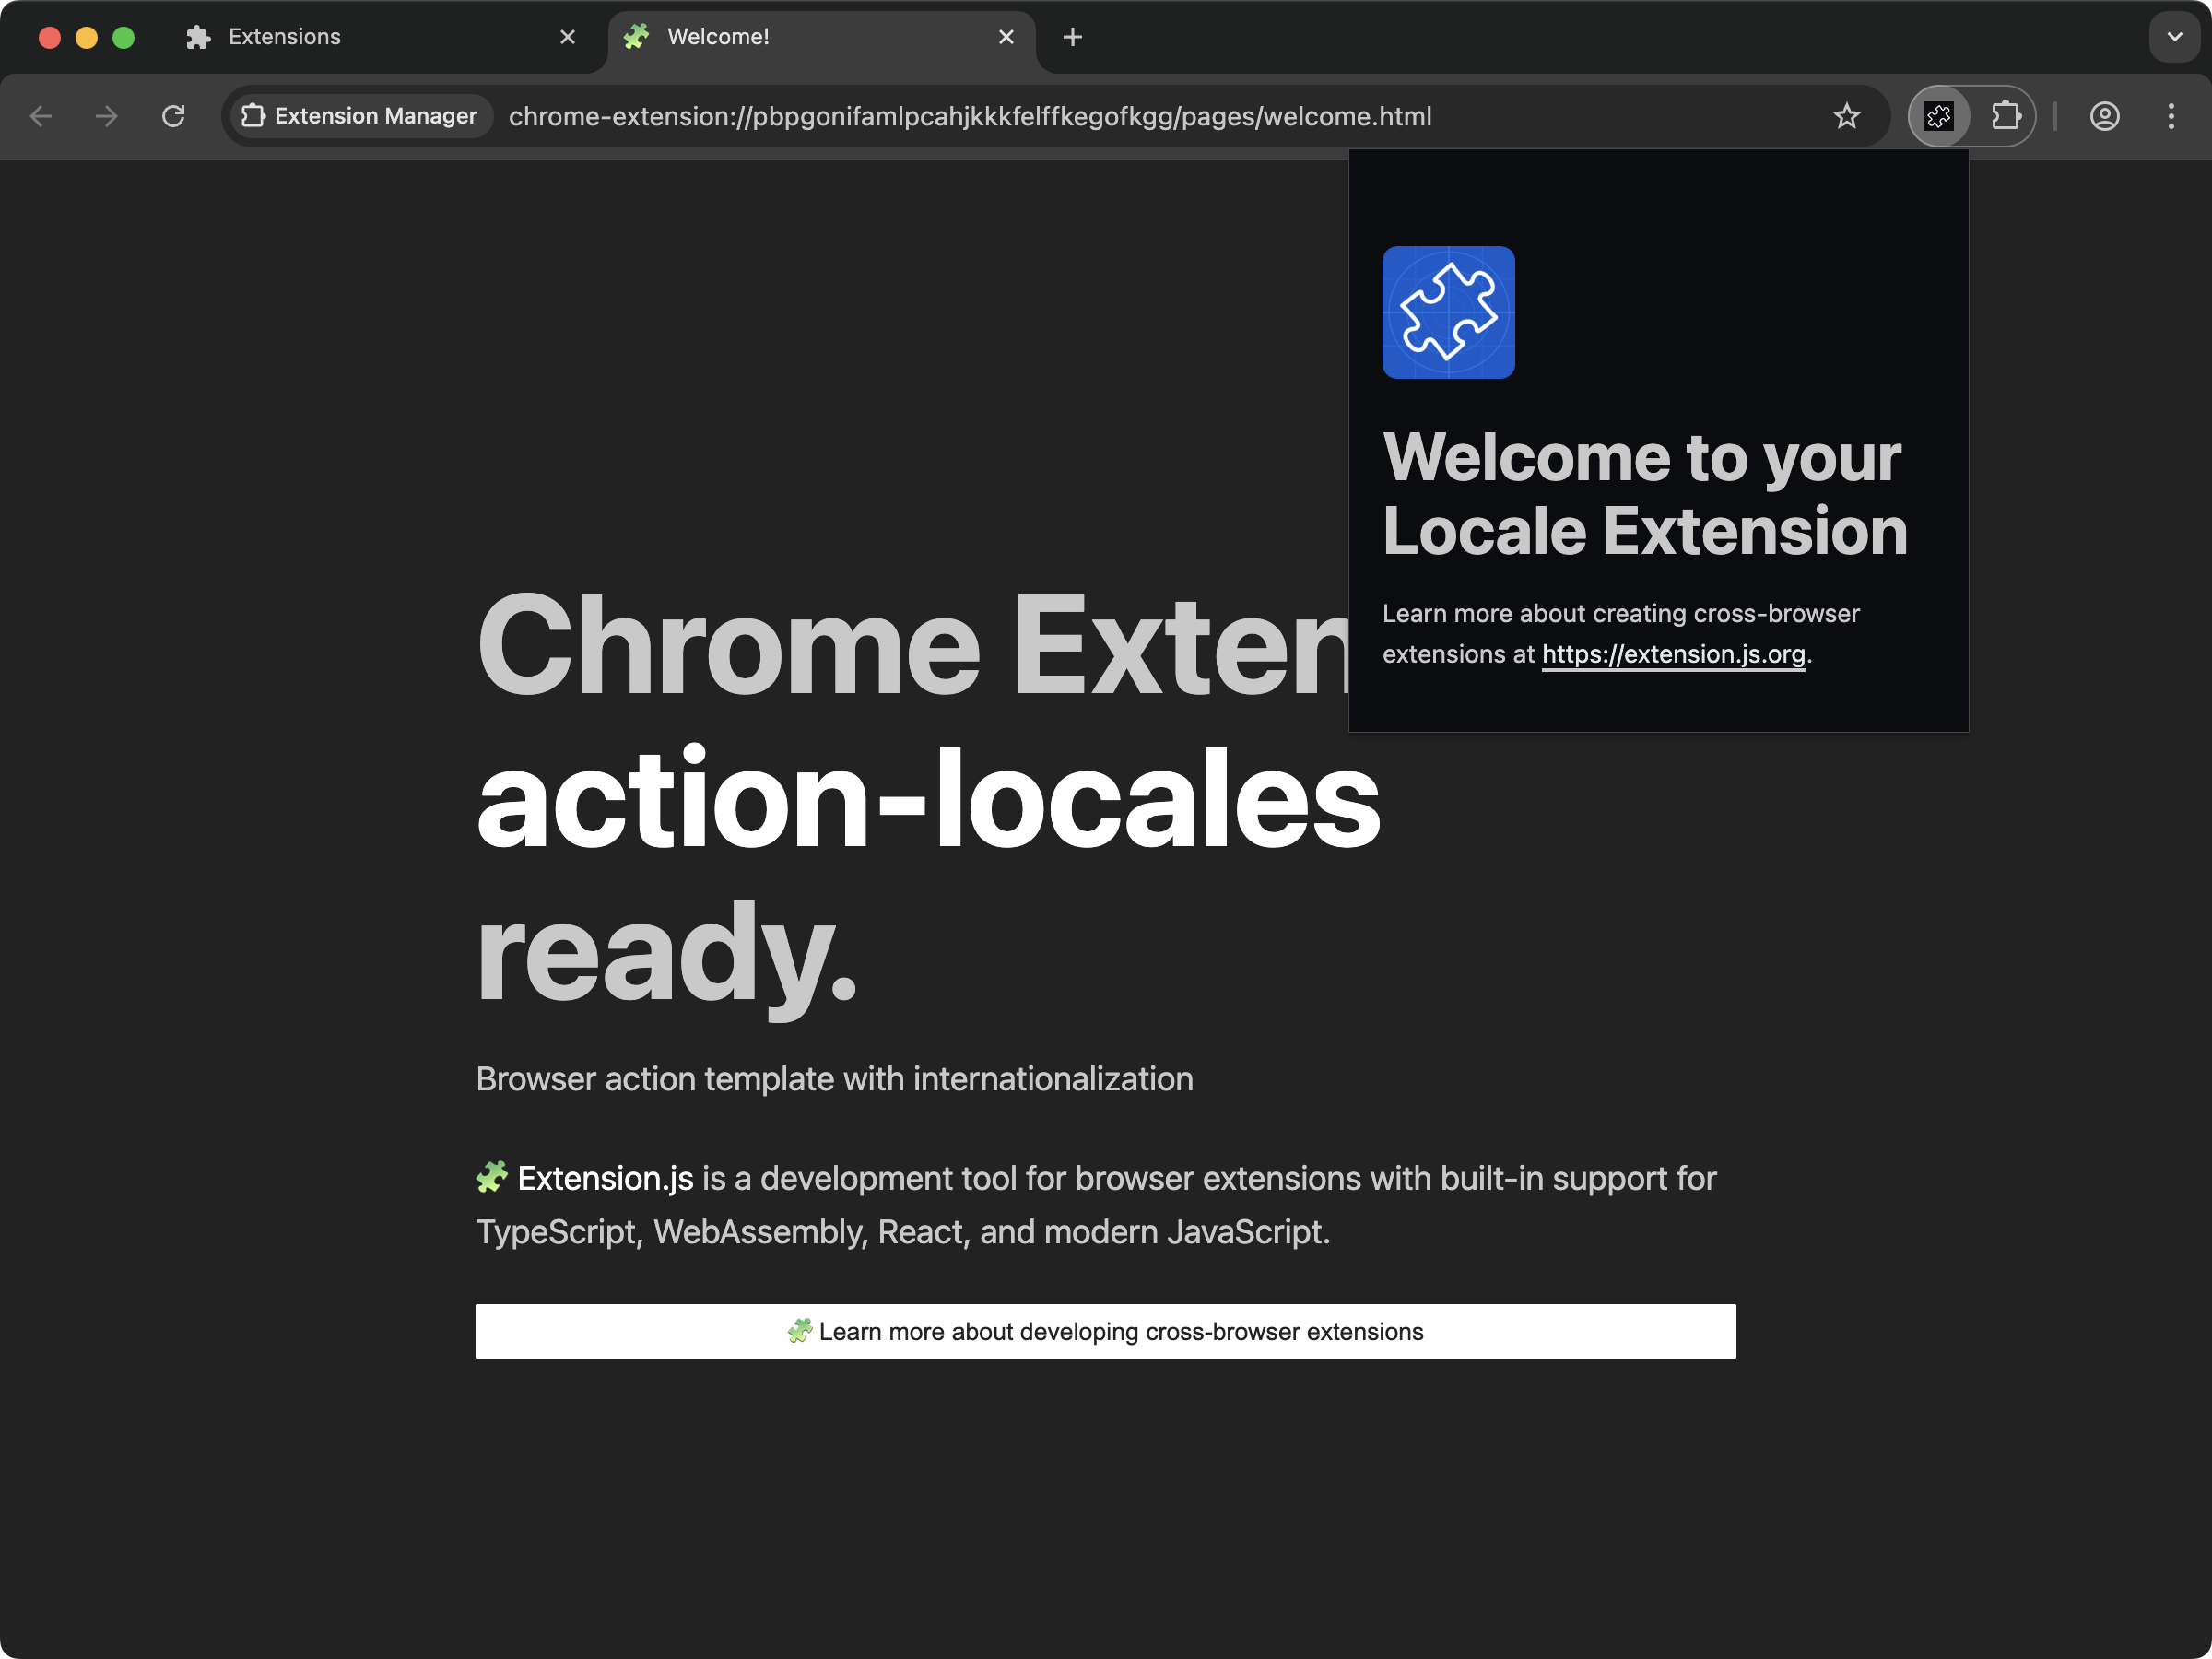 Extensions
Welcome!
Extension Manager
chrome-extension://pbpgonifamlpcahjkkkfelffkegofkgg/pages/welcome.html
Welcome to your
Locale Extension
Learn more about creating cross-browser
extensions at https://extension.js.org.
Chrome Exten
action-locales
ready.
Browser action template with internationalization
Extension.js is a development tool for browser extensions with built-in support for
TypeScript, WebAssembly, React, and modern JavaScript.
Learn more about developing cross-browser extensions